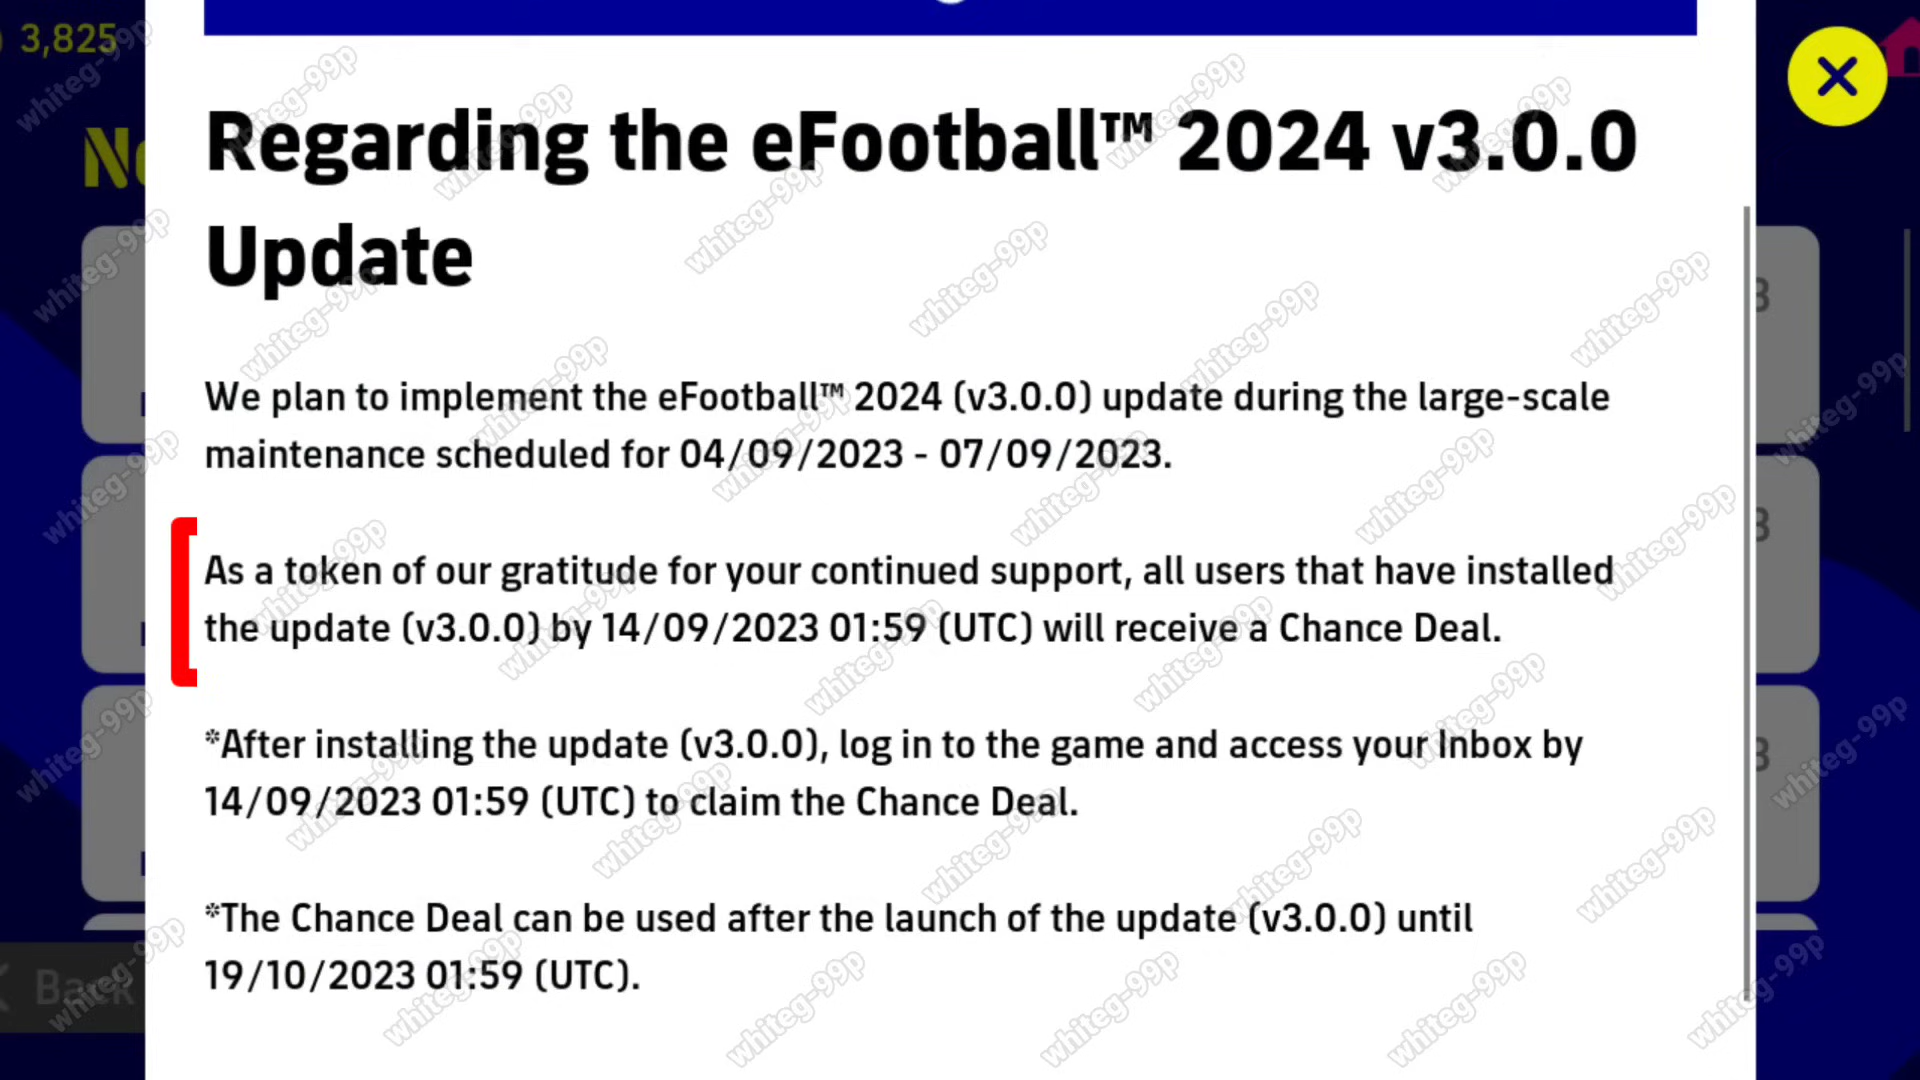 3,825
Regarding the eFootball™ 2024 v3.0.0
Update
We plan to implement the eFootball™ 2024 (v3.0.0) update during the large-scale
maintenance scheduled for 04/09/2023 - 07/09/2023.
As a token of our gratitude for your continued support, all users that have installed
the update (v3.0.0) by 14/09/2023 01:59 (UTC) will receive a Chance Deal.
*After installing the update (v3.0.0), log in to the game and access your Inbox by
14/09/2023 01:59 (UTC) to claim the Chance Deal.
*The Chance Deal can be used after the launch of the update (v3.0.0) until
19/10/2023 01:59 (UTC).
Back
whiteg-99p